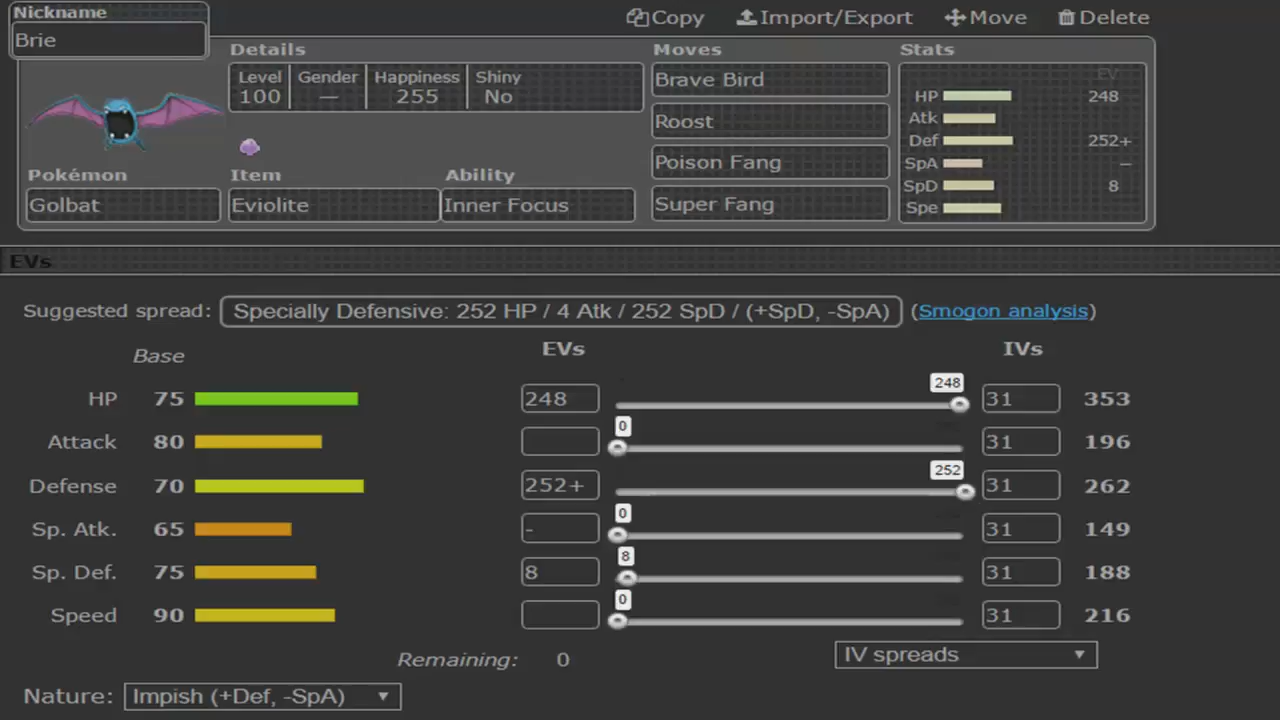 Nickname
Brie
Copy Import/Export Move Delete
Details
Level Gender Happiness Shiny
100 — 255 No
Pokémon
Golbat
Item
Eviolite
Ability
Inner Focus
Moves
Brave Bird
Roost
Poison Fang
Super Fang
Stats
EV
HP 248
Atk
Def 252+
SpA −
SpD 8
Spe
EVs
Suggested spread: Specially Defensive: 252 HP / 4 Atk / 252 SpD / (+SpD, -SpA) (Smogon analysis)
Base EVs IVs
HP 75 248 248 31 353
Attack 80 0 31 196
Defense 70 252+ 252 31 262
Sp. Atk. 65 - 0 31 149
Sp. Def. 75 8 8 31 188
Speed 90 0 31 216
Remaining: 0
IV spreads
Nature: Impish (+Def, -SpA)